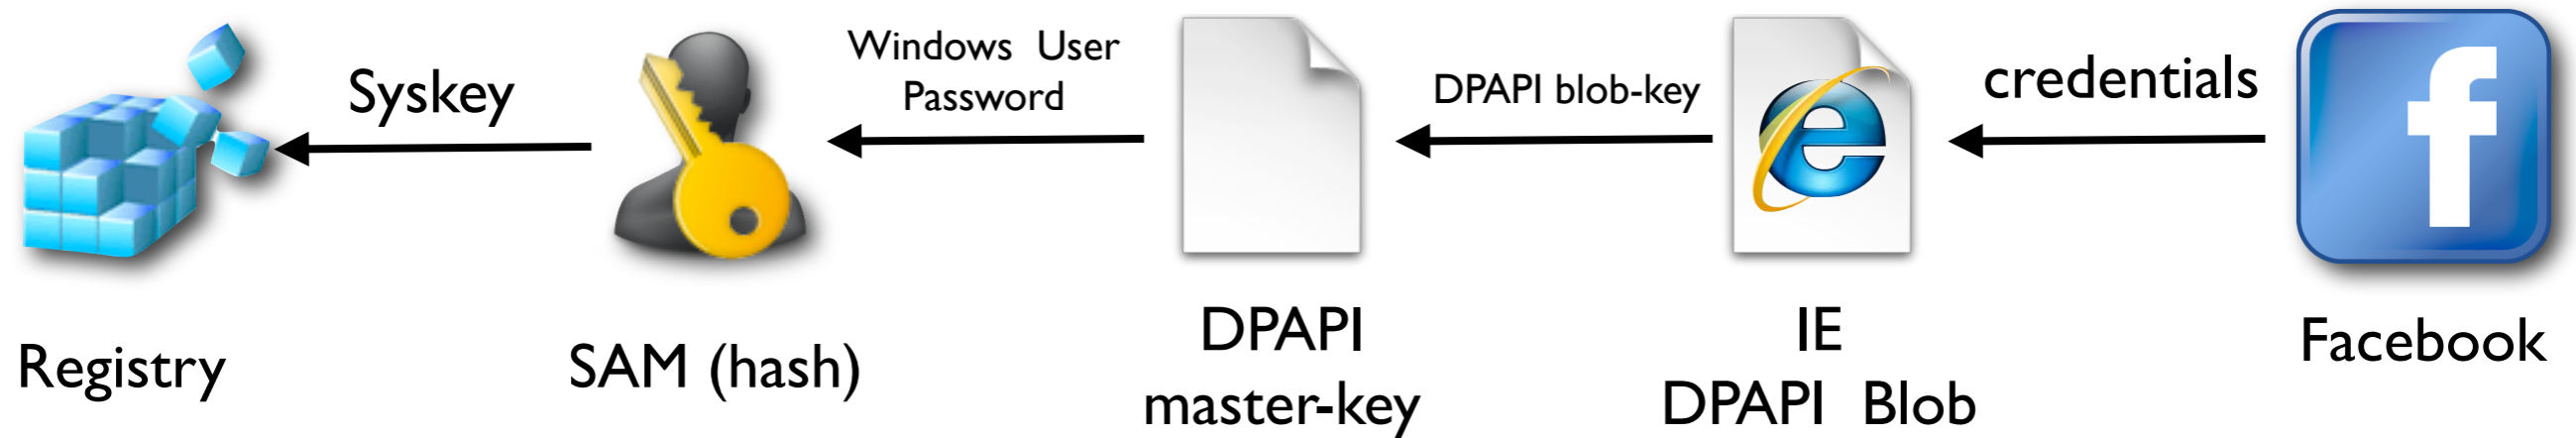 Syskey
Windows User
Password
DPAPI blob-key
credentials
Registry
SAM (hash)
DPAPI
master-key
IE
DPAPI Blob
Facebook